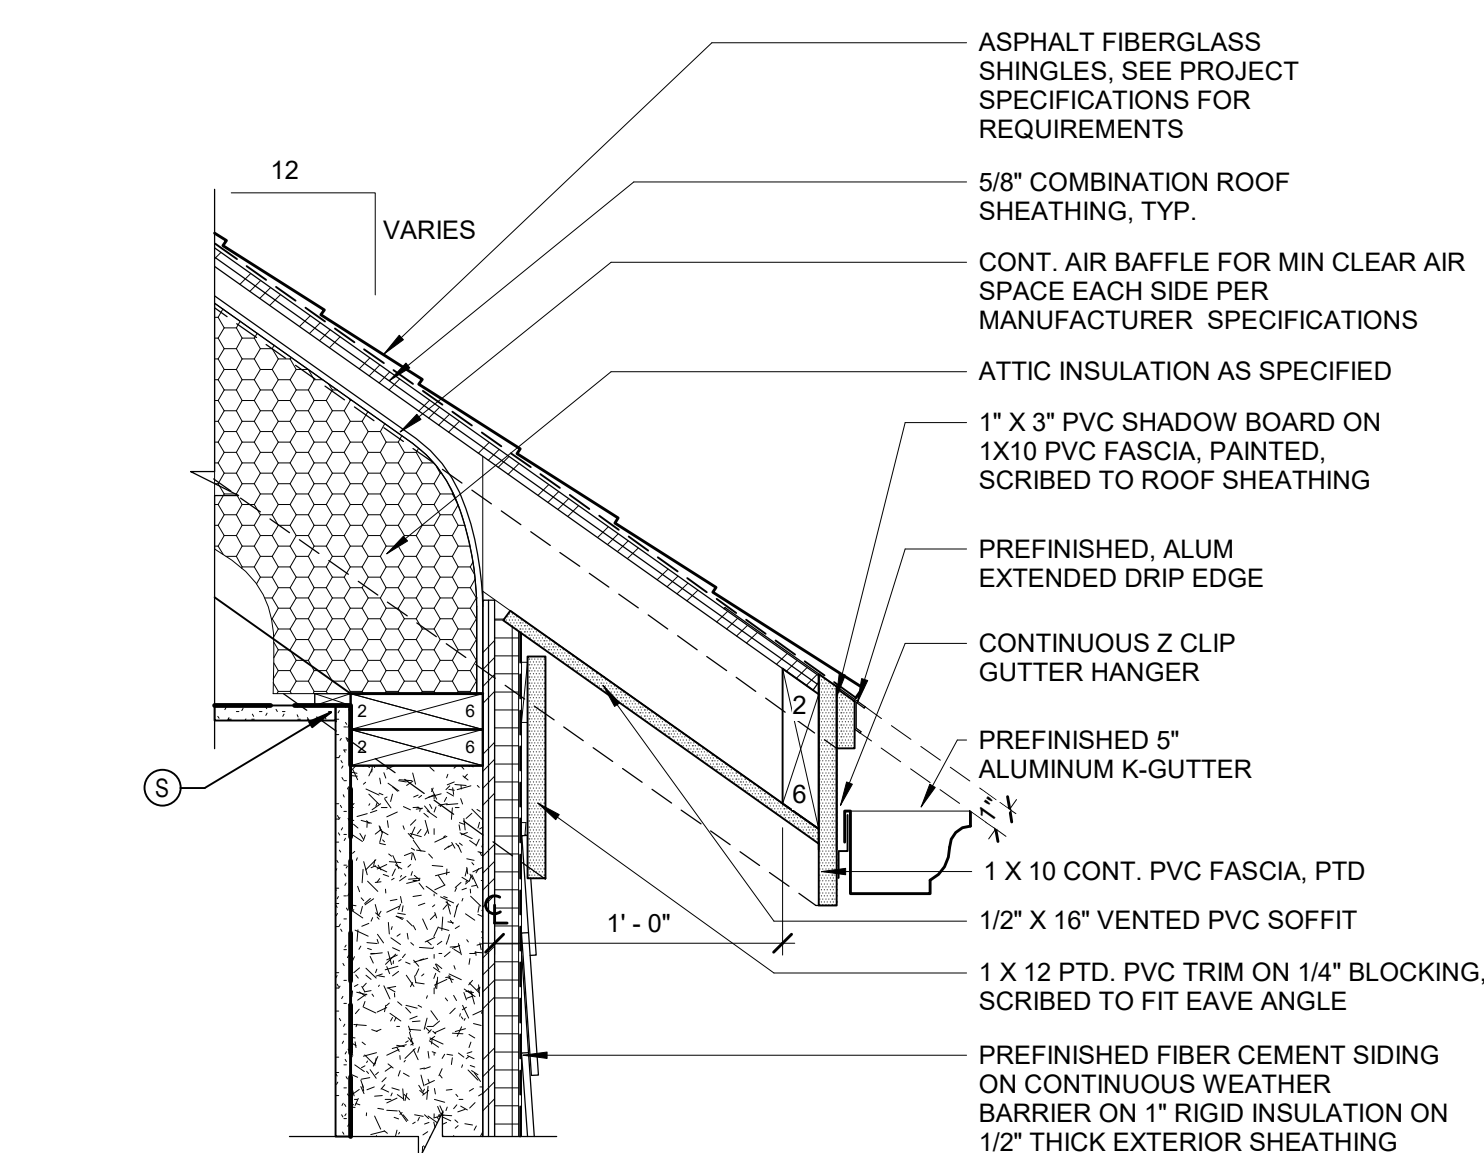 ASPHALT FIBERGLASS
SHINGLES, SEE PROJECT
SPECIFICATIONS FOR
REQUIREMENTS
12
VARIES
5/8" COMBINATION ROOF
SHEATHING, TYP.
CONT. AIR BAFFLE FOR MIN CLEAR AIR
SPACE EACH SIDE PER
MANUFACTURER SPECIFICATIONS
ATTIC INSULATION AS SPECIFIED
1" X 3" PVC SHADOW BOARD ON
1X10 PVC FASCIA, PAINTED,
SCRIBED TO ROOF SHEATHING
PREFINISHED, ALUM
EXTENDED DRIP EDGE
CONTINUOUS Z CLIP
GUTTER HANGER
2 6
2 6
2
6
S
PREFINISHED 5"
ALUMINUM K-GUTTER
1"
1 X 10 CONT. PVC FASCIA, PTD
CL
1' - 0"
1/2" X 16" VENTED PVC SOFFIT
1 X 12 PTD. PVC TRIM ON 1/4" BLOCKING,
SCRIBED TO FIT EAVE ANGLE
PREFINISHED FIBER CEMENT SIDING
ON CONTINUOUS WEATHER
BARRIER ON 1" RIGID INSULATION ON
1/2" THICK EXTERIOR SHEATHING